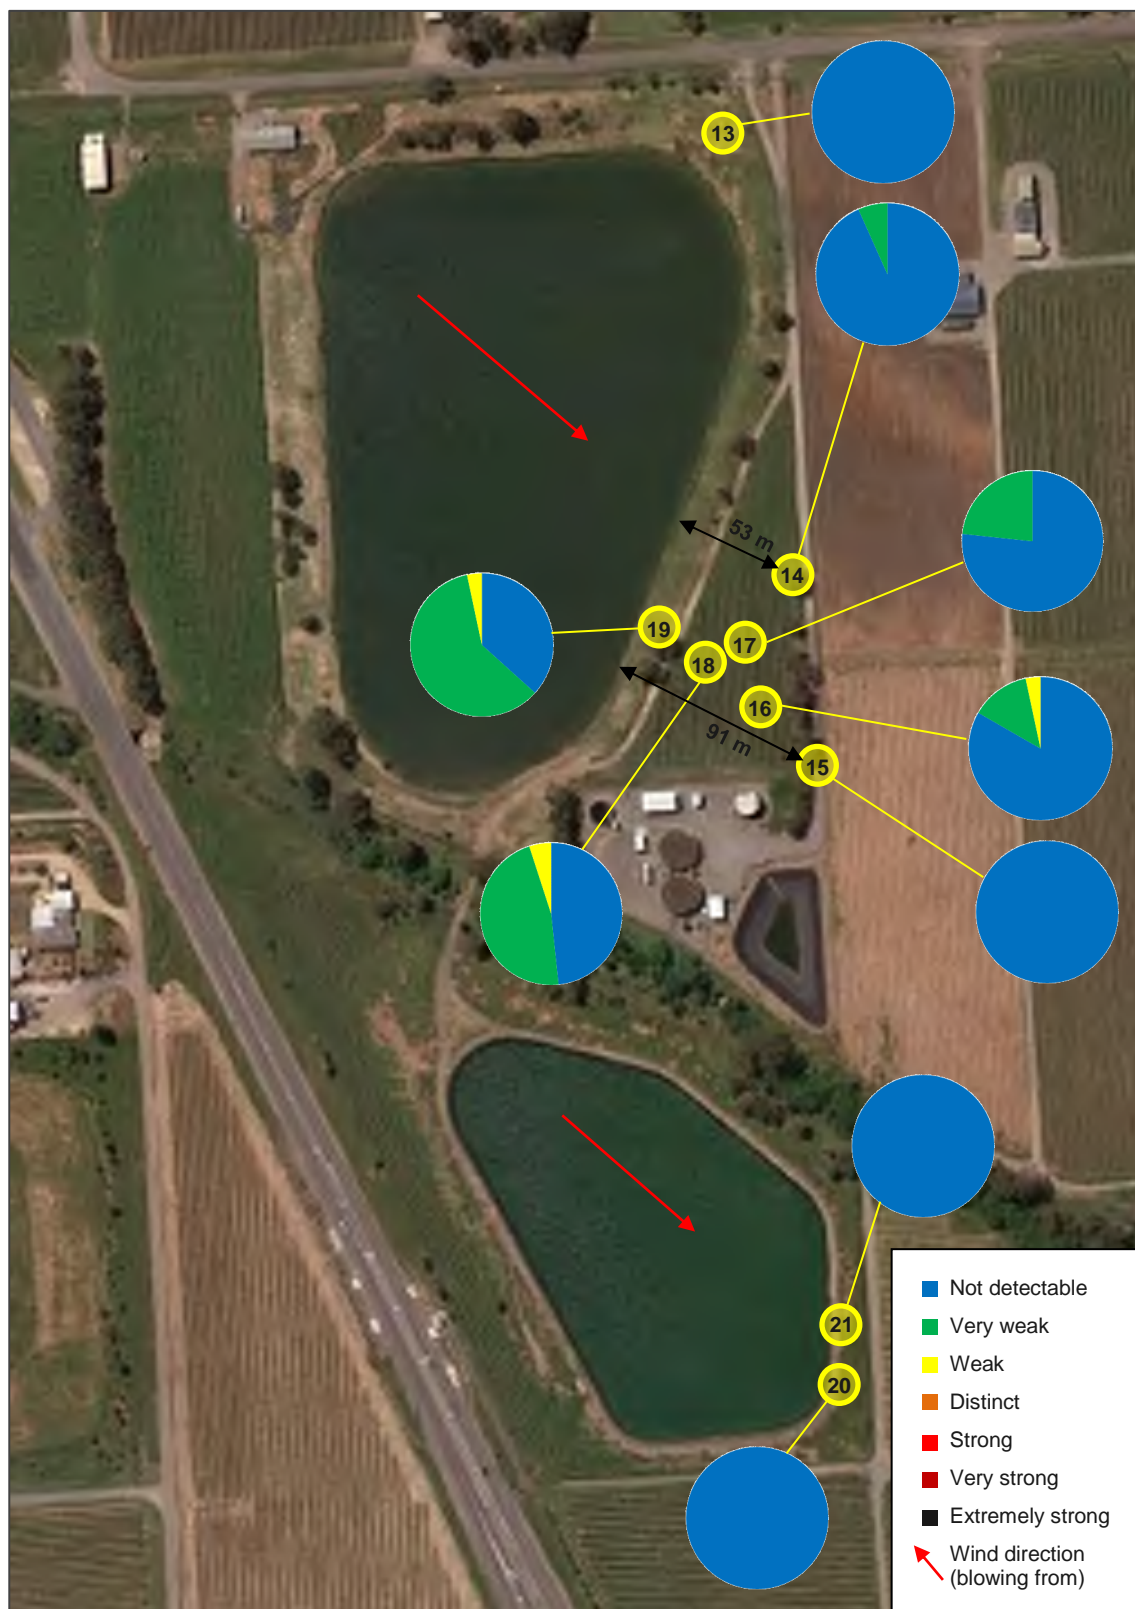 13
53 m
14
19
17
18
16
91 m
15
21
20
Not detectable
Very weak
Weak
Distinct
Strong
Very strong
Extremely strong
Wind direction
(blowing from)